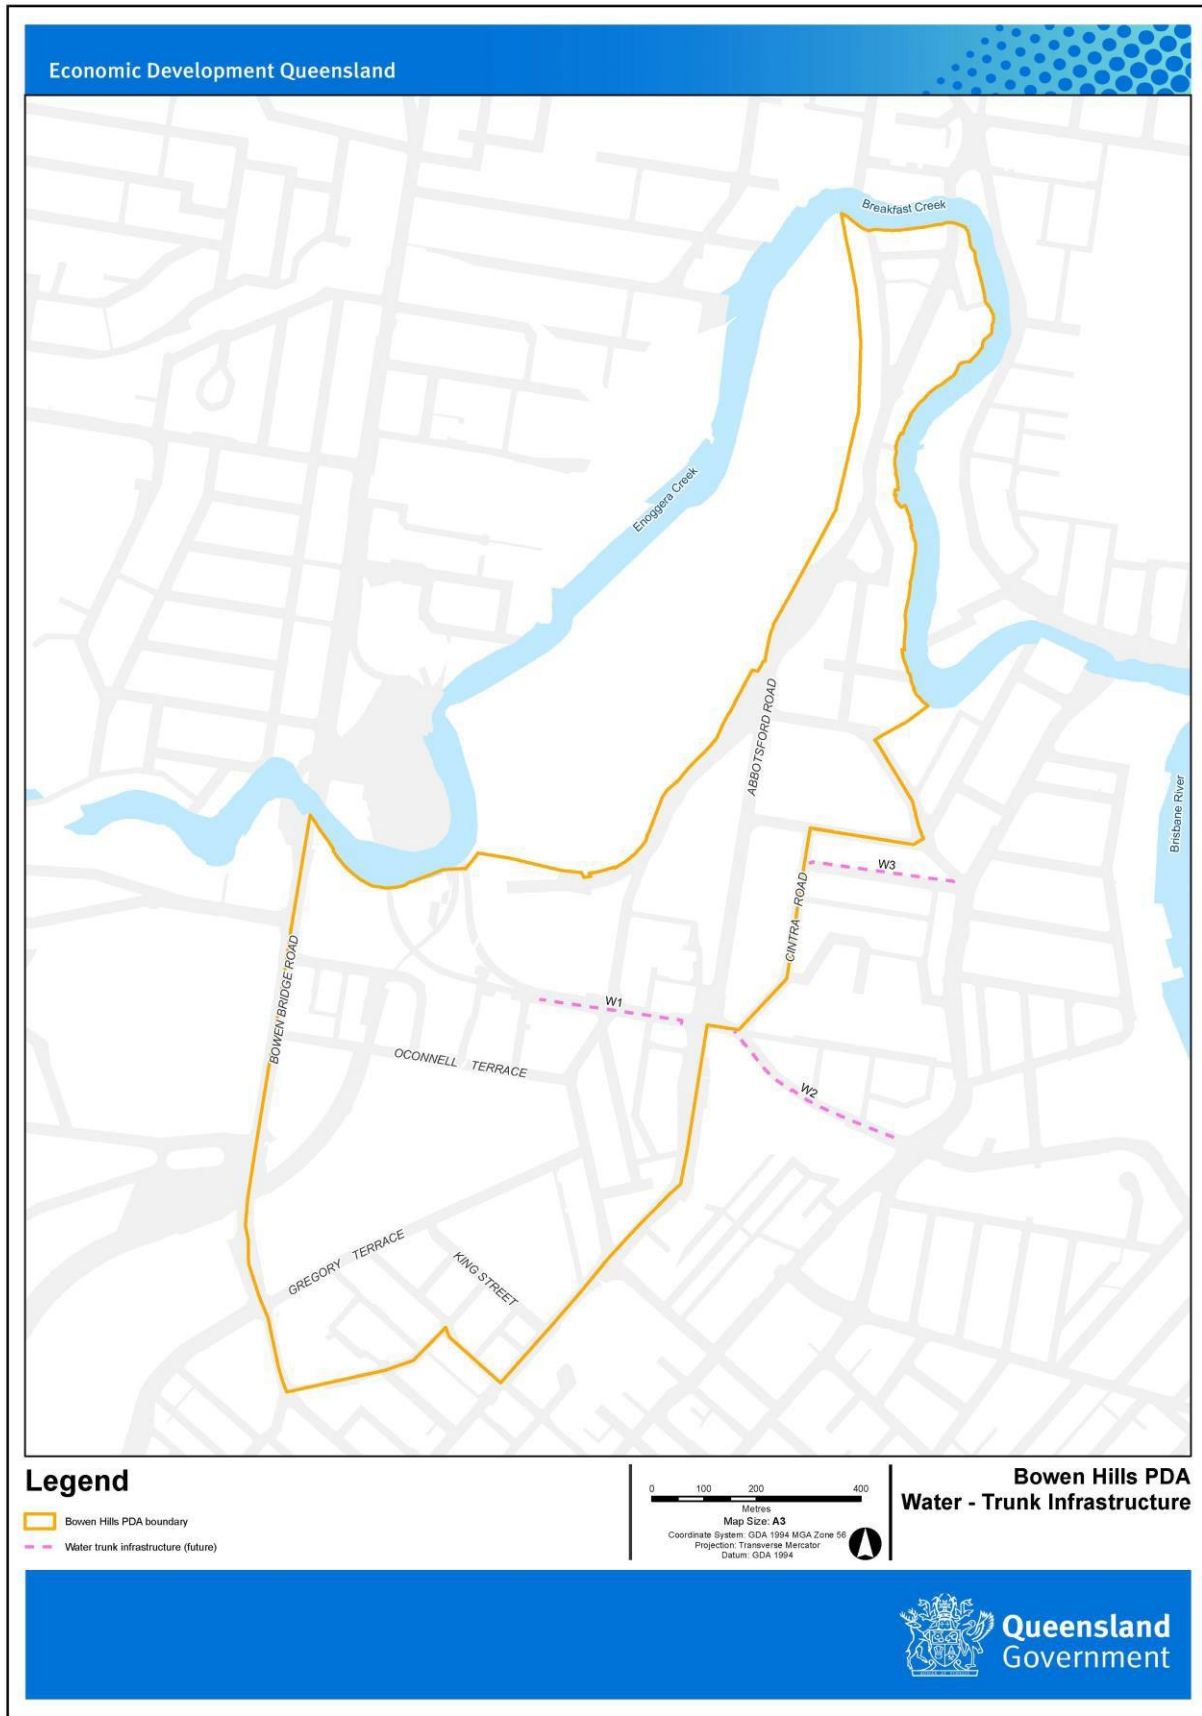 Economic Development Queensland
Breakfast Creek
Enoggera Creek
ABBOTSFORD ROAD
Brisbane River
W3
CINTRA ROAD
BOWEN BRIDGE ROAD
W1
OCONNELL TERRACE
W2
GREGORY TERRACE
KING STREET
Legend
Bowen Hills PDA boundary
Water trunk infrastructure (future)
0 100 200 400
Metres
Map Size: A3
Coordinate System: GDA 1994 MGA Zone 56
Projection: Transverse Mercator
Datum: GDA 1994
Bowen Hills PDA
Water - Trunk Infrastructure
Queensland
Government